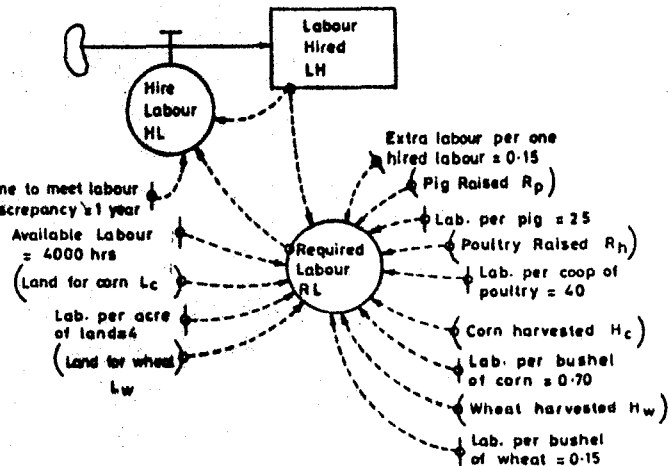 Labour
Hired
LH
Hire
Labour
HL
Extra labour per one
hired labour = 0.15
(Pig Raised Rp)
Lab. per pig = 25
(Poultry Raised Rh)
Lab. per coop of
poultry = 40
(Corn harvested Hc)
Lab. per bushel
of corn = 0.70
(Wheat harvested Hw)
Lab. per bushel
of wheat = 0.15
Required
Labour
RL
me to meet labour
screpancy = 1 year
Available Labour
= 4000 hrs
(Land for corn Lc)
Lab. per acre
of land = 4
(Land for wheat)
Lw